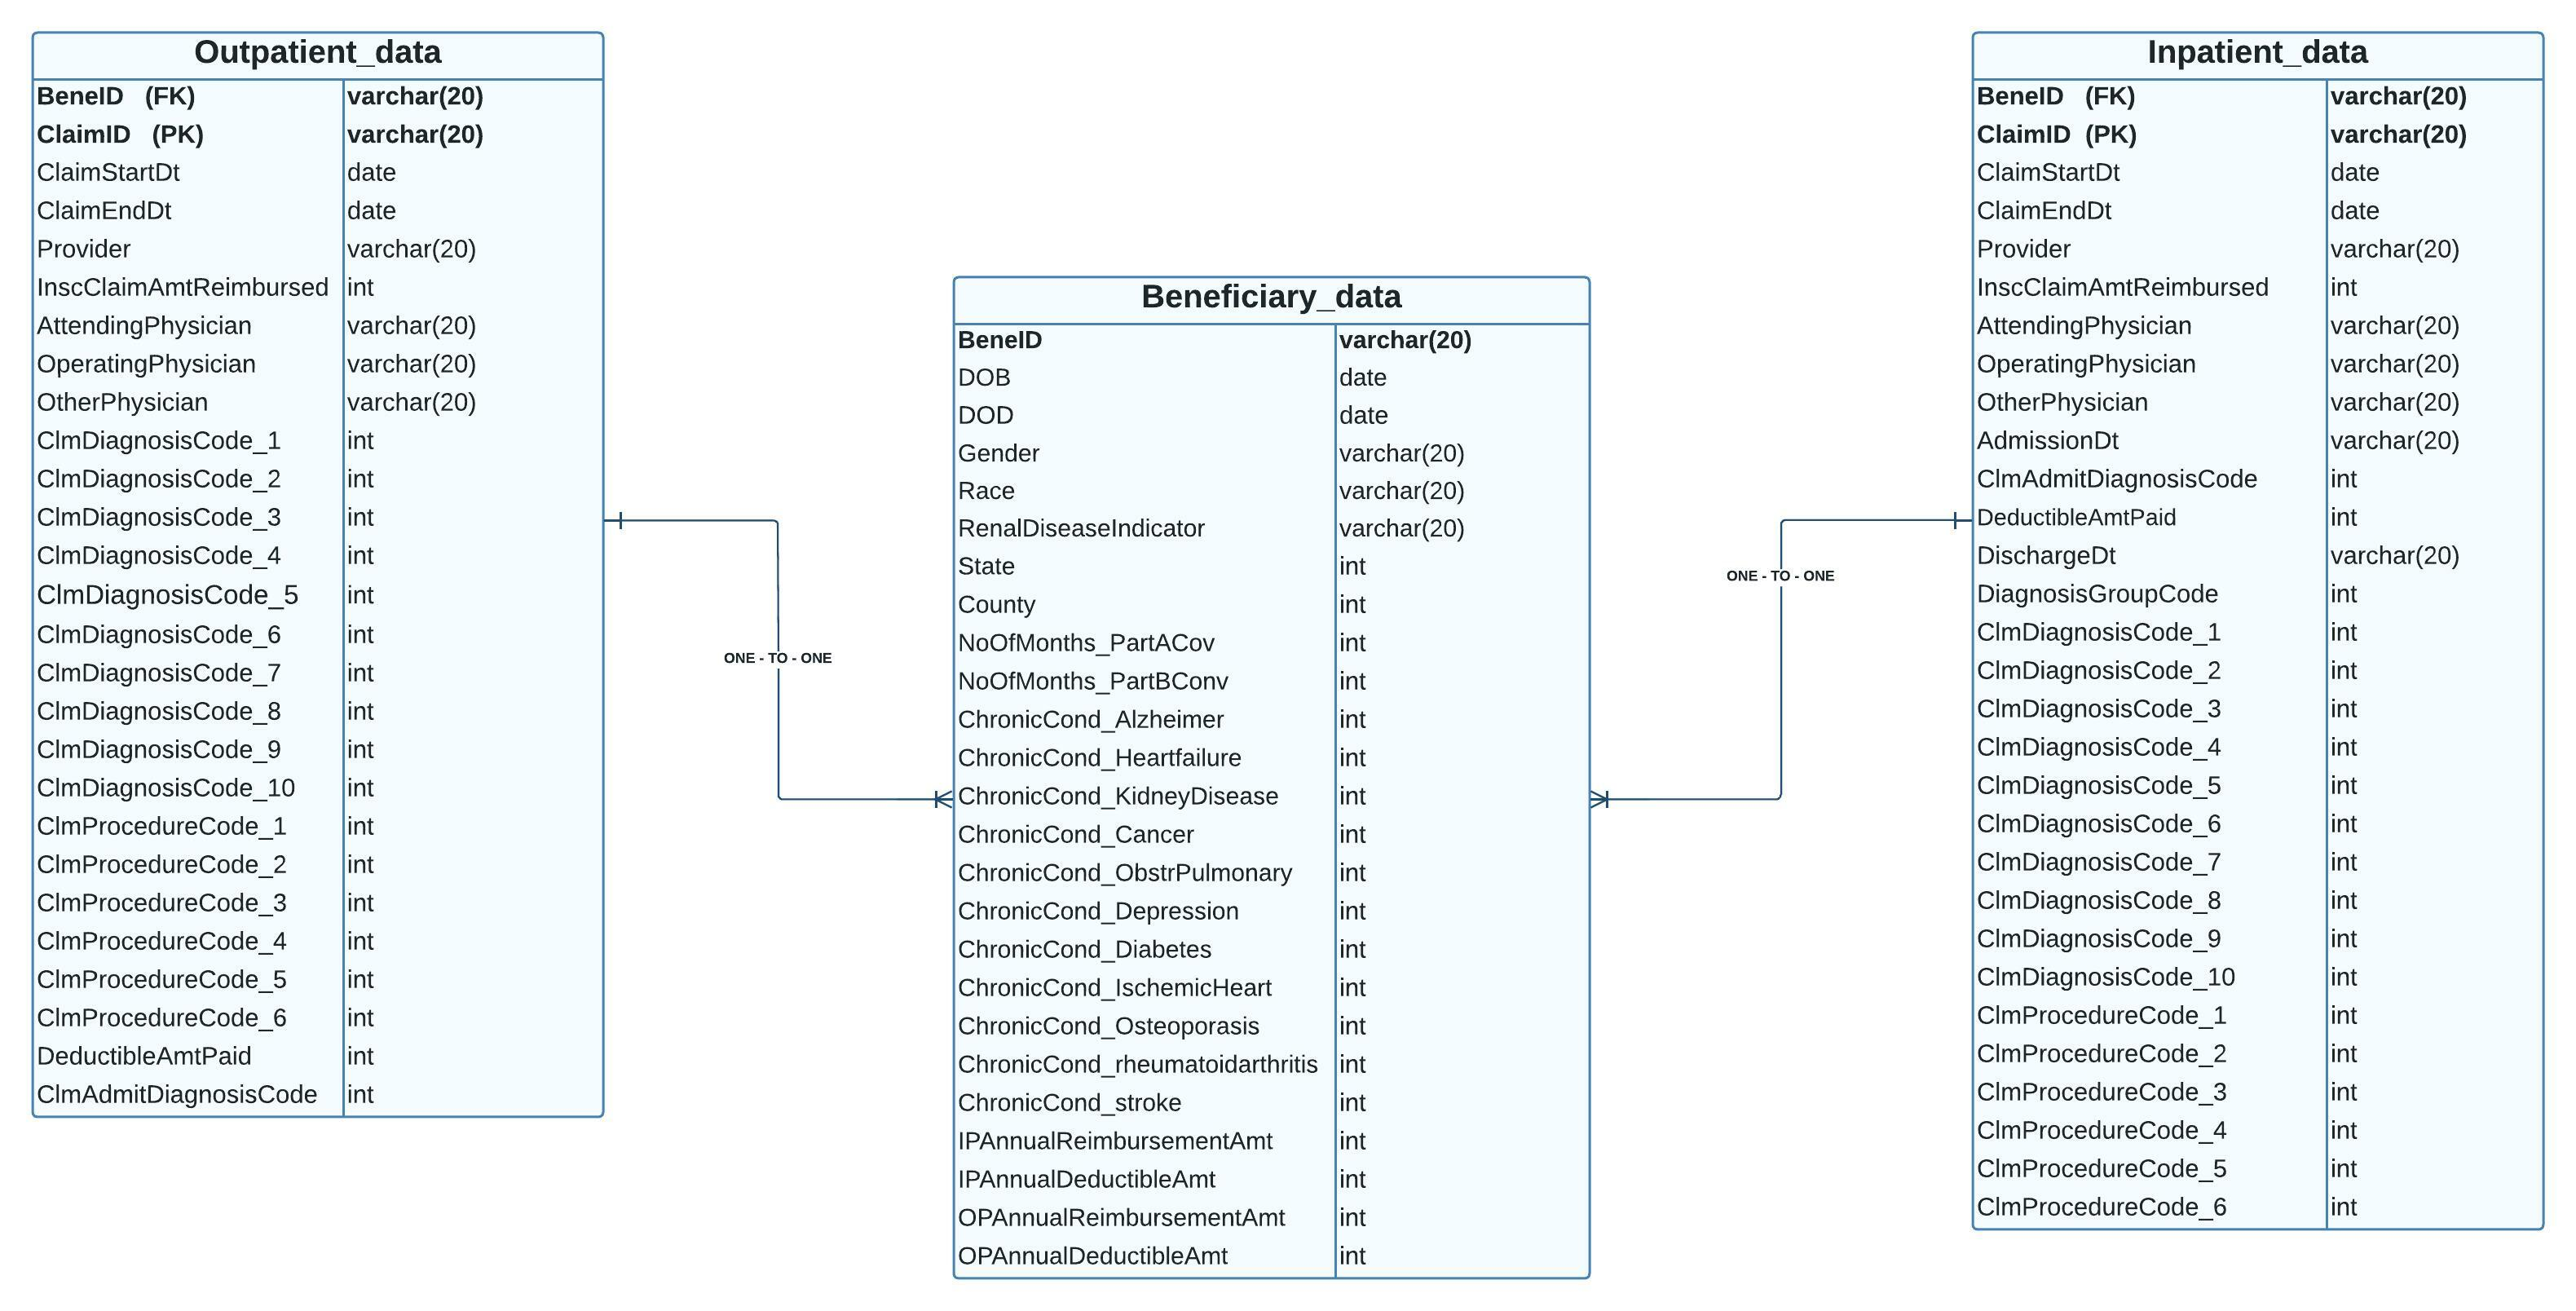 Outpatient_data
BeneID (FK) varchar(20)
ClaimID (PK) varchar(20)
ClaimStartDt date
ClaimEndDt date
Provider varchar(20)
InscClaimAmtReimbursed int
AttendingPhysician varchar(20)
OperatingPhysician varchar(20)
OtherPhysician varchar(20)
ClmDiagnosisCode_1 int
ClmDiagnosisCode_2 int
ClmDiagnosisCode_3 int
ClmDiagnosisCode_4 int
ClmDiagnosisCode_5 int
ClmDiagnosisCode_6 int
ClmDiagnosisCode_7 int
ClmDiagnosisCode_8 int
ClmDiagnosisCode_9 int
ClmDiagnosisCode_10 int
ClmProcedureCode_1 int
ClmProcedureCode_2 int
ClmProcedureCode_3 int
ClmProcedureCode_4 int
ClmProcedureCode_5 int
ClmProcedureCode_6 int
DeductibleAmtPaid int
ClmAdmitDiagnosisCode int
ONE - TO - ONE
Beneficiary_data
BeneID varchar(20)
DOB date
DOD date
Gender varchar(20)
Race varchar(20)
RenalDiseaseIndicator varchar(20)
State int
County int
NoOfMonths_PartACov int
NoOfMonths_PartBConv int
ChronicCond_Alzheimer int
ChronicCond_Heartfailure int
ChronicCond_KidneyDisease int
ChronicCond_Cancer int
ChronicCond_ObstrPulmonary int
ChronicCond_Depression int
ChronicCond_Diabetes int
ChronicCond_IschemicHeart int
ChronicCond_Osteoporasis int
ChronicCond_rheumatoidarthritis int
ChronicCond_stroke int
IPAnnualReimbursementAmt int
IPAnnualDeductibleAmt int
OPAnnualReimbursementAmt int
OPAnnualDeductibleAmt int
ONE - TO - ONE
Inpatient_data
BeneID (FK) varchar(20)
ClaimID (PK) varchar(20)
ClaimStartDt date
ClaimEndDt date
Provider varchar(20)
InscClaimAmtReimbursed int
AttendingPhysician varchar(20)
OperatingPhysician varchar(20)
OtherPhysician varchar(20)
AdmissionDt varchar(20)
ClmAdmitDiagnosisCode int
DeductibleAmtPaid int
DischargeDt varchar(20)
DiagnosisGroupCode int
ClmDiagnosisCode_1 int
ClmDiagnosisCode_2 int
ClmDiagnosisCode_3 int
ClmDiagnosisCode_4 int
ClmDiagnosisCode_5 int
ClmDiagnosisCode_6 int
ClmDiagnosisCode_7 int
ClmDiagnosisCode_8 int
ClmDiagnosisCode_9 int
ClmDiagnosisCode_10 int
ClmProcedureCode_1 int
ClmProcedureCode_2 int
ClmProcedureCode_3 int
ClmProcedureCode_4 int
ClmProcedureCode_5 int
ClmProcedureCode_6 int